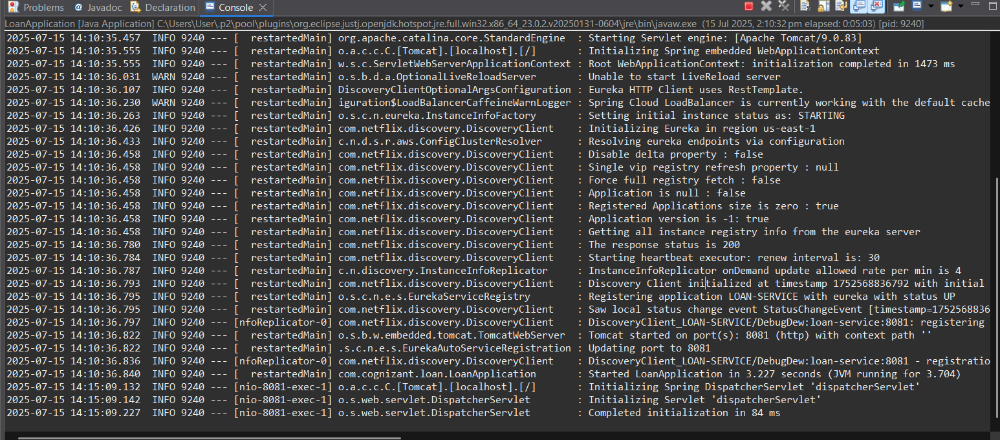 Problems @ Javadoc Declaration Console
LoanApplication [Java Application] C:\Users\User\.p2\pool\plugins\org.eclipse.justj.openjdk.hotspot.jre.full.win32.x86_64_23.0.2.v20250131-0604\jre\bin\javaw.exe (15 Jul 2025, 2:10:32 pm elapsed: 0:05:03) [pid: 9240]
2025-07-15 14:10:35.457  INFO 9240 --- [  restartedMain] org.apache.catalina.core.StandardEngine  : Starting Servlet engine: [Apache Tomcat/9.0.83]
2025-07-15 14:10:35.555  INFO 9240 --- [  restartedMain] o.a.c.c.C.[Tomcat].[localhost].[/]       : Initializing Spring embedded WebApplicationContext
2025-07-15 14:10:35.555  INFO 9240 --- [  restartedMain] w.s.c.ServletWebServerApplicationContext : Root WebApplicationContext: initialization completed in 1473 ms
2025-07-15 14:10:36.031  WARN 9240 --- [  restartedMain] o.s.b.d.a.OptionalLiveReloadServer       : Unable to start LiveReload server
2025-07-15 14:10:36.107  INFO 9240 --- [  restartedMain] DiscoveryClientOptionalArgsConfiguration : Eureka HTTP Client uses RestTemplate.
2025-07-15 14:10:36.230  WARN 9240 --- [  restartedMain] iguration$LoadBalancerCaffeineWarnLogger : Spring Cloud LoadBalancer is currently working with the default cache
2025-07-15 14:10:36.263  INFO 9240 --- [  restartedMain] o.s.c.n.eureka.InstanceInfoFactory       : Setting initial instance status as: STARTING
2025-07-15 14:10:36.426  INFO 9240 --- [  restartedMain] com.netflix.discovery.DiscoveryClient    : Initializing Eureka in region us-east-1
2025-07-15 14:10:36.433  INFO 9240 --- [  restartedMain] c.n.d.s.r.aws.ConfigClusterResolver      : Resolving eureka endpoints via configuration
2025-07-15 14:10:36.458  INFO 9240 --- [  restartedMain] com.netflix.discovery.DiscoveryClient    : Disable delta property : false
2025-07-15 14:10:36.458  INFO 9240 --- [  restartedMain] com.netflix.discovery.DiscoveryClient    : Single vip registry refresh property : null
2025-07-15 14:10:36.458  INFO 9240 --- [  restartedMain] com.netflix.discovery.DiscoveryClient    : Force full registry fetch : false
2025-07-15 14:10:36.458  INFO 9240 --- [  restartedMain] com.netflix.discovery.DiscoveryClient    : Application is null : false
2025-07-15 14:10:36.458  INFO 9240 --- [  restartedMain] com.netflix.discovery.DiscoveryClient    : Registered Applications size is zero : true
2025-07-15 14:10:36.458  INFO 9240 --- [  restartedMain] com.netflix.discovery.DiscoveryClient    : Application version is -1: true
2025-07-15 14:10:36.458  INFO 9240 --- [  restartedMain] com.netflix.discovery.DiscoveryClient    : Getting all instance registry info from the eureka server
2025-07-15 14:10:36.780  INFO 9240 --- [  restartedMain] com.netflix.discovery.DiscoveryClient    : The response status is 200
2025-07-15 14:10:36.784  INFO 9240 --- [  restartedMain] com.netflix.discovery.DiscoveryClient    : Starting heartbeat executor: renew interval is: 30
2025-07-15 14:10:36.787  INFO 9240 --- [  restartedMain] c.n.discovery.InstanceInfoReplicator     : InstanceInfoReplicator onDemand update allowed rate per min is 4
2025-07-15 14:10:36.793  INFO 9240 --- [  restartedMain] com.netflix.discovery.DiscoveryClient    : Discovery Client initialized at timestamp 1752568836792 with initial
2025-07-15 14:10:36.795  INFO 9240 --- [  restartedMain] o.s.c.n.e.s.EurekaServiceRegistry        : Registering application LOAN-SERVICE with eureka with status UP
2025-07-15 14:10:36.795  INFO 9240 --- [  restartedMain] com.netflix.discovery.DiscoveryClient    : Saw local status change event StatusChangeEvent [timestamp=1752568836
2025-07-15 14:10:36.797  INFO 9240 --- [nfoReplicator-0] com.netflix.discovery.DiscoveryClient    : DiscoveryClient_LOAN-SERVICE/DebugDew:loan-service:8081: registering
2025-07-15 14:10:36.822  INFO 9240 --- [  restartedMain] o.s.b.w.embedded.tomcat.TomcatWebServer  : Tomcat started on port(s): 8081 (http) with context path ''
2025-07-15 14:10:36.822  INFO 9240 --- [  restartedMain] .s.c.n.e.s.EurekaAutoServiceRegistration : Updating port to 8081
2025-07-15 14:10:36.836  INFO 9240 --- [nfoReplicator-0] com.netflix.discovery.DiscoveryClient    : DiscoveryClient_LOAN-SERVICE/DebugDew:loan-service:8081 - registratio
2025-07-15 14:10:36.840  INFO 9240 --- [  restartedMain] com.cognizant.loan.LoanApplication       : Started LoanApplication in 3.227 seconds (JVM running for 3.704)
2025-07-15 14:15:09.132  INFO 9240 --- [nio-8081-exec-1] o.a.c.c.C.[Tomcat].[localhost].[/]       : Initializing Spring DispatcherServlet 'dispatcherServlet'
2025-07-15 14:15:09.142  INFO 9240 --- [nio-8081-exec-1] o.s.web.servlet.DispatcherServlet        : Initializing Servlet 'dispatcherServlet'
2025-07-15 14:15:09.227  INFO 9240 --- [nio-8081-exec-1] o.s.web.servlet.DispatcherServlet        : Completed initialization in 84 ms